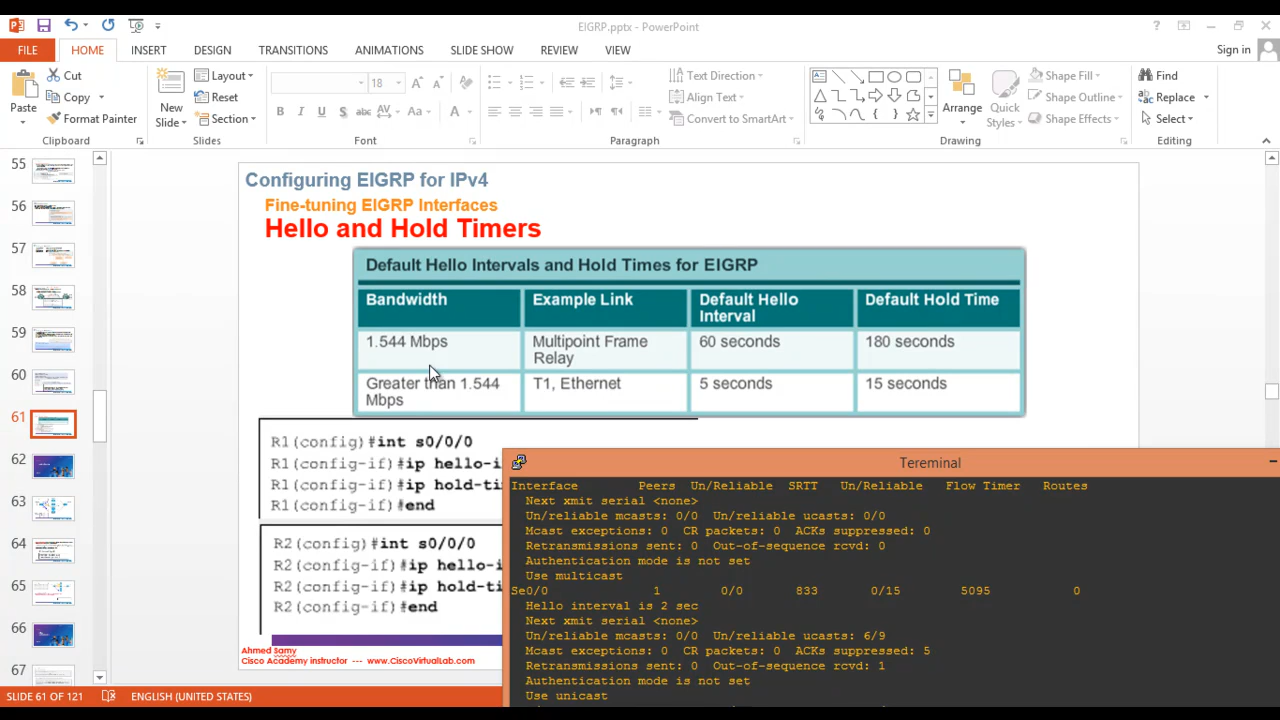 EIGRP.pptx - PowerPoint
FILE HOME INSERT DESIGN TRANSITIONS ANIMATIONS SLIDE SHOW REVIEW VIEW Sign in
Paste
Cut
Copy
Format Painter
Clipboard
New Slide
Layout
Reset
Section
Slides
18
B I U S abc AV Aa A
Font
Text Direction
Align Text
Convert to SmartArt
Paragraph
Arrange
Quick Styles
Shape Fill
Shape Outline
Shape Effects
Drawing
Find
Replace
Select
Editing
55
56
57
58
59
60
61
62
63
64
65
66
67
Configuring EIGRP for IPv4
Fine-tuning EIGRP Interfaces
Hello and Hold Timers
Default Hello Intervals and Hold Times for EIGRP
Bandwidth Example Link Default Hello Interval Default Hold Time
1.544 Mbps Multipoint Frame Relay 60 seconds 180 seconds
Greater than 1.544 Mbps T1, Ethernet 5 seconds 15 seconds
R1(config)#int s0/0/0
R1(config-if)#ip hello-i
R1(config-if)#ip hold-ti
R1(config-if)#end
R2(config)#int s0/0/0
R2(config-if)#ip hello-i
R2(config-if)#ip hold-ti
R2(config-if)#end
Ahmed Samy
Cisco Academy instructor --- www.CiscoVirtualLab.com
Tereminal
Interface Peers Un/Reliable SRTT Un/Reliable Flow Timer Routes
Next xmit serial <none>
Un/reliable mcasts: 0/0 Un/reliable ucasts: 0/0
Mcast exceptions: 0 CR packets: 0 ACKs suppressed: 0
Retransmissions sent: 0 Out-of-sequence rcvd: 0
Authentication mode is not set
Use multicast
Se0/0 1 0/0 833 0/15 5095 0
Hello interval is 2 sec
Next xmit serial <none>
Un/reliable mcasts: 0/0 Un/reliable ucasts: 6/9
Mcast exceptions: 0 CR packets: 0 ACKs suppressed: 5
Retransmissions sent: 0 Out-of-sequence rcvd: 1
Authentication mode is not set
Use unicast
SLIDE 61 OF 121 ENGLISH (UNITED STATES)